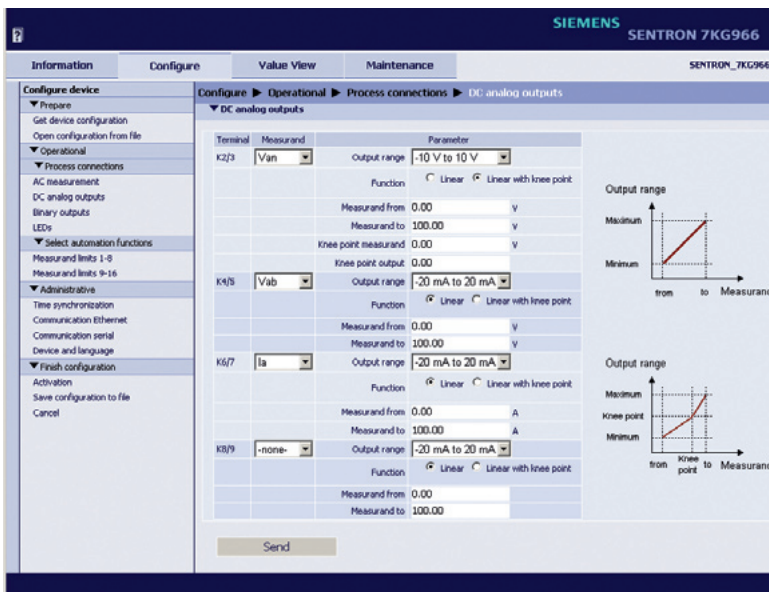 SIEMENS
SENTRON 7KG966
?
Information Configure Value View Maintenance SENTRON_7KG966
Configure device
Prepare
Get device configuration
Open configuration from file
Operational
Process connections
AC measurement
DC analog outputs
Binary outputs
LEDs
Select automation functions
Measurand limits 1-8
Measurand limits 9-16
Administrative
Time synchronization
Communication Ethernet
Communication serial
Device and language
Finish configuration
Activation
Save configuration to file
Cancel
Configure ▶ Operational ▶ Process connections ▶ DC analog outputs
DC analog outputs
Terminal Measurand Parameter
K2/3 Van Output range -10 V to 10 V
Function Linear Linear with knee point
Measurand from 0.00 V
Measurand to 100.00 V
Knee point measurand 0.00 V
Knee point output 0.00
K4/5 Vab Output range -20 mA to 20 mA
Function Linear Linear with knee point
Measurand from 0.00 V
Measurand to 100.00 V
K6/7 Ia Output range -20 mA to 20 mA
Function Linear Linear with knee point
Measurand from 0.00 A
Measurand to 100.00 A
K8/9 -none- Output range -20 mA to 20 mA
Function Linear Linear with knee point
Measurand from 0.00
Measurand to 100.00
Send
Output range
Maximum
Minimum
from to Measurand
Output range
Maximum
Knee point
Minimum
from Knee point to Measurand